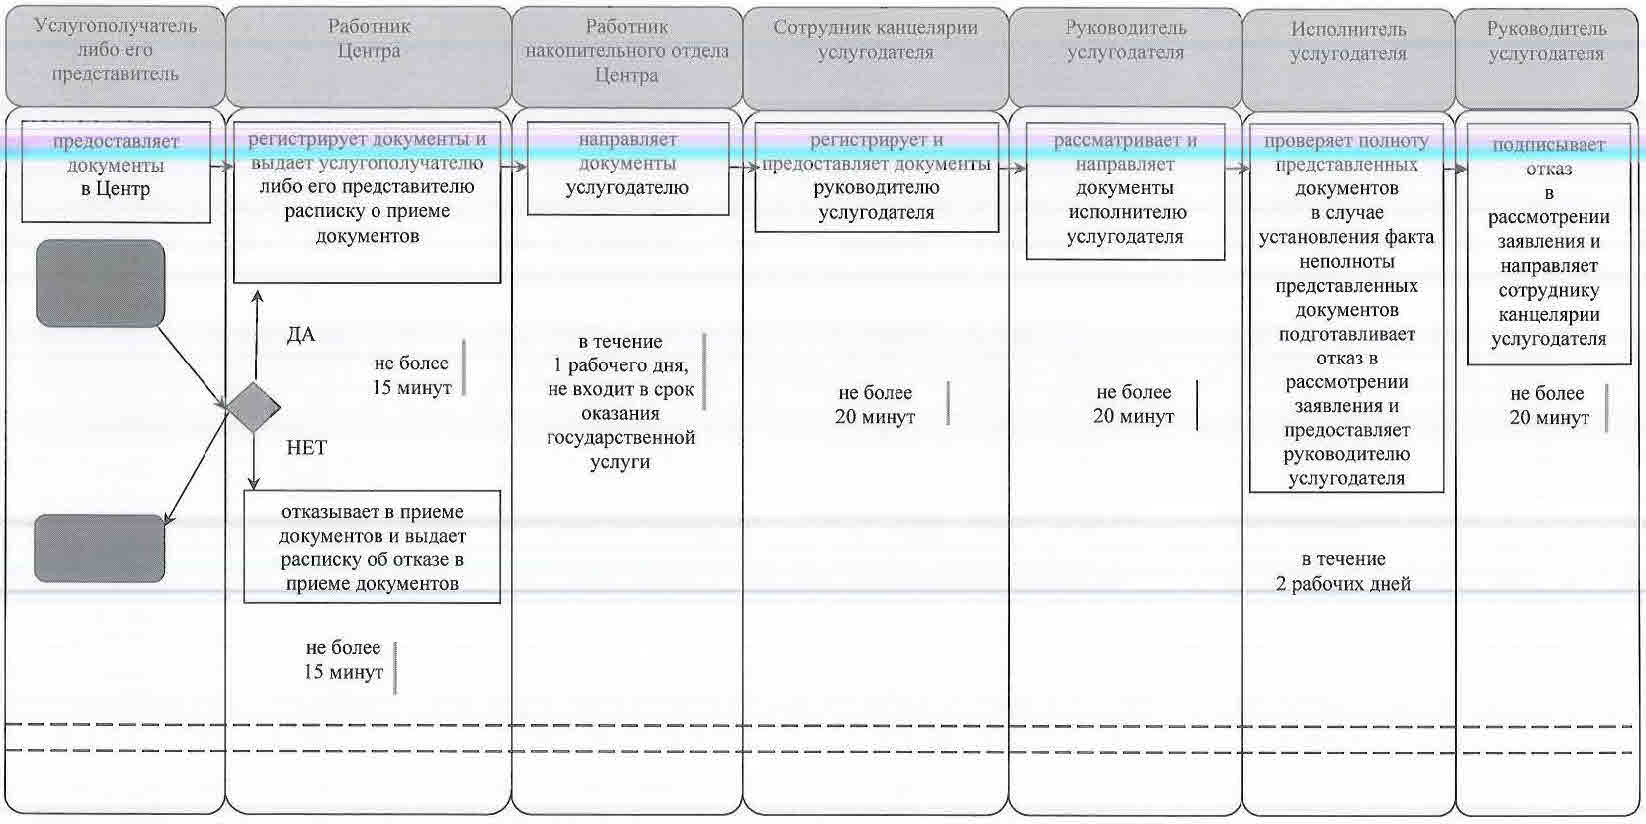 Услугополучатель
либо его
представитель
Работник
Центра
Работник
накопительного отдела
Центра
Сотрудник канцелярии
услугодателя
Руководитель
услугодателя
Исполнитель
услугодателя
Руководитель
услугодателя
предоставляет
документы
в Центр
регистрирует документы и
выдает услугополучателю
либо его представителю
расписку о приеме
документов
ДА
не более
15 минут
НЕТ
отказывает в приеме
документов и выдает
расписку об отказе в
приеме документов
не более
15 минут
направляет
документы
услугодателю
в течение
1 рабочего дня,
не входит в срок
оказания
государственной
услуги
регистрирует и
предоставляет документы
руководителю
услугодателя
не более
20 минут
рассматривает и
направляет
документы
исполнителю
услугодателя
не более
20 минут
проверяет полноту
представленных
документов
в случае
установления факта
неполноты
представленных
документов
подготавливает
отказ в
рассмотрении
заявления и
предоставляет
руководителю
услугодателя
в течение
2 рабочих дней
подписывает
отказ
в
рассмотрении
заявления и
направляет
сотруднику
канцелярии
услугодателя
не более
20 минут